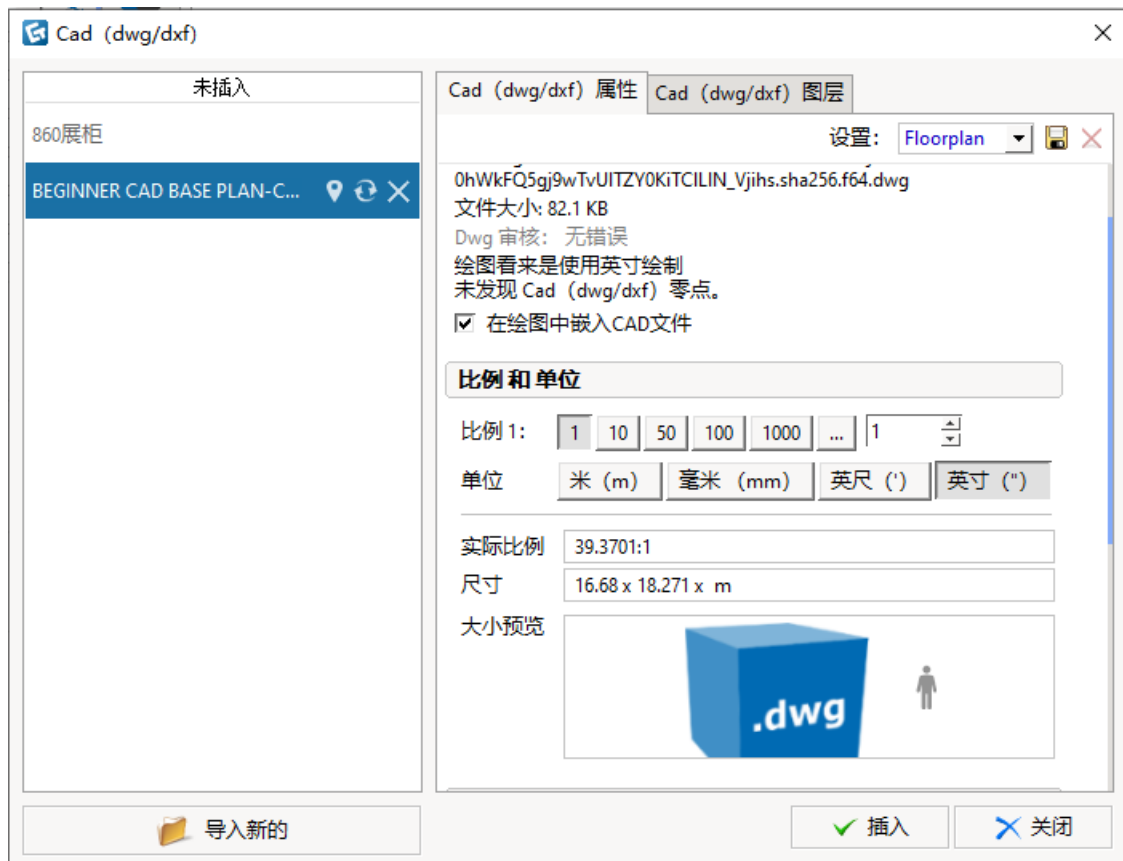 Cad（dwg/dxf）
未插入
860展柜
BEGINNER CAD BASE PLAN-C...
Cad（dwg/dxf）属性
Cad（dwg/dxf）图层
设置：
Floorplan
0hWkFQ5gj9wTvUITZY0KiTCILIN_Vjihs.sha256.f64.dwg
文件大小: 82.1 KB
Dwg 审核： 无错误
绘图看来是使用英寸绘制
未发现 Cad（dwg/dxf）零点。
在绘图中嵌入CAD文件
比例和单位
比例 1: 1 10 50 100 1000 ... 1
单位 米（m） 毫米（mm） 英尺（'） 英寸（"）
实际比例 39.3701:1
尺寸 16.68 x 18.271 x m
大小预览
.dwg
导入新的
插入
关闭